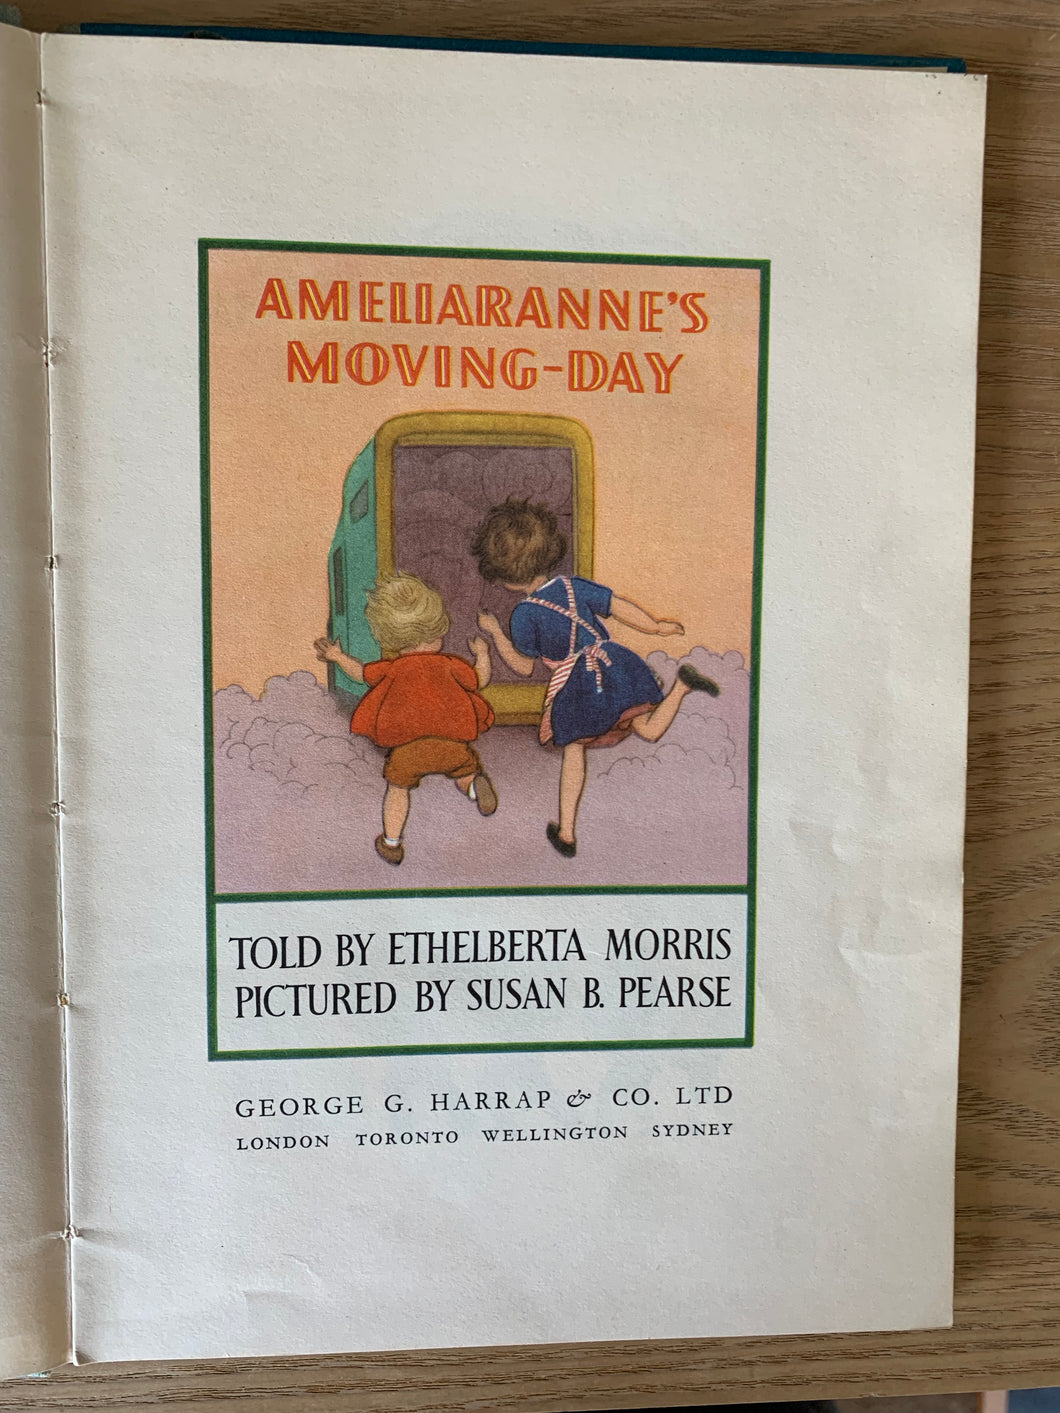 AMELIARANNE'S
MOVING-DAY
TOLD BY ETHELBERTA MORRIS
PICTURED BY SUSAN B. PEARSE
GEORGE G. HARRAP & CO. LTD
LONDON TORONTO WELLINGTON SYDNEY